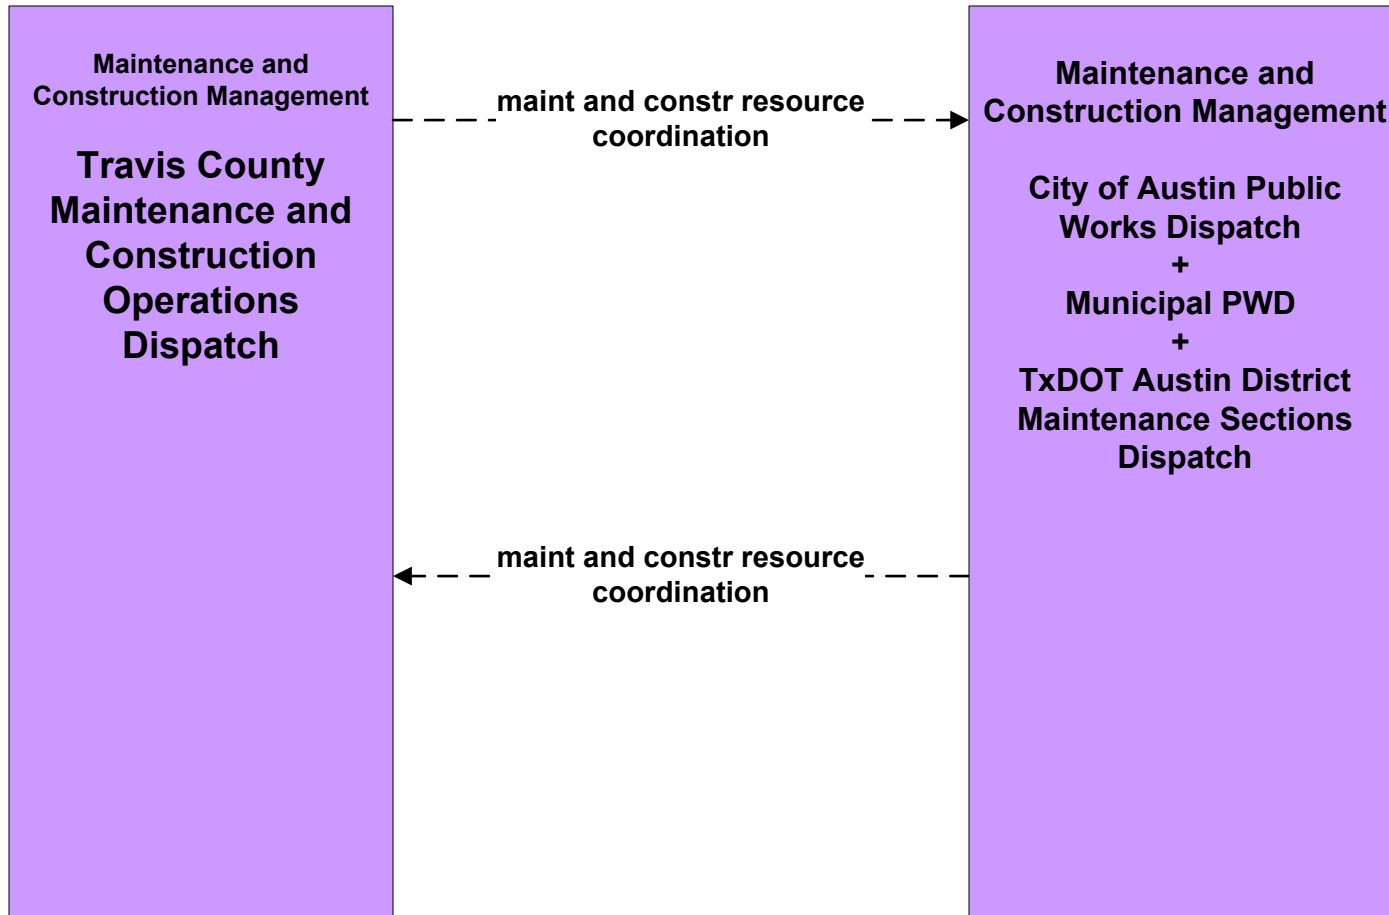 Maintenance and
Construction Management
Travis County
Maintenance and
Construction
Operations
Dispatch
maint and constr resource
coordination
maint and constr resource
coordination
Maintenance and
Construction Management
City of Austin Public
Works Dispatch
+
Municipal PWD
+
TxDOT Austin District
Maintenance Sections
Dispatch